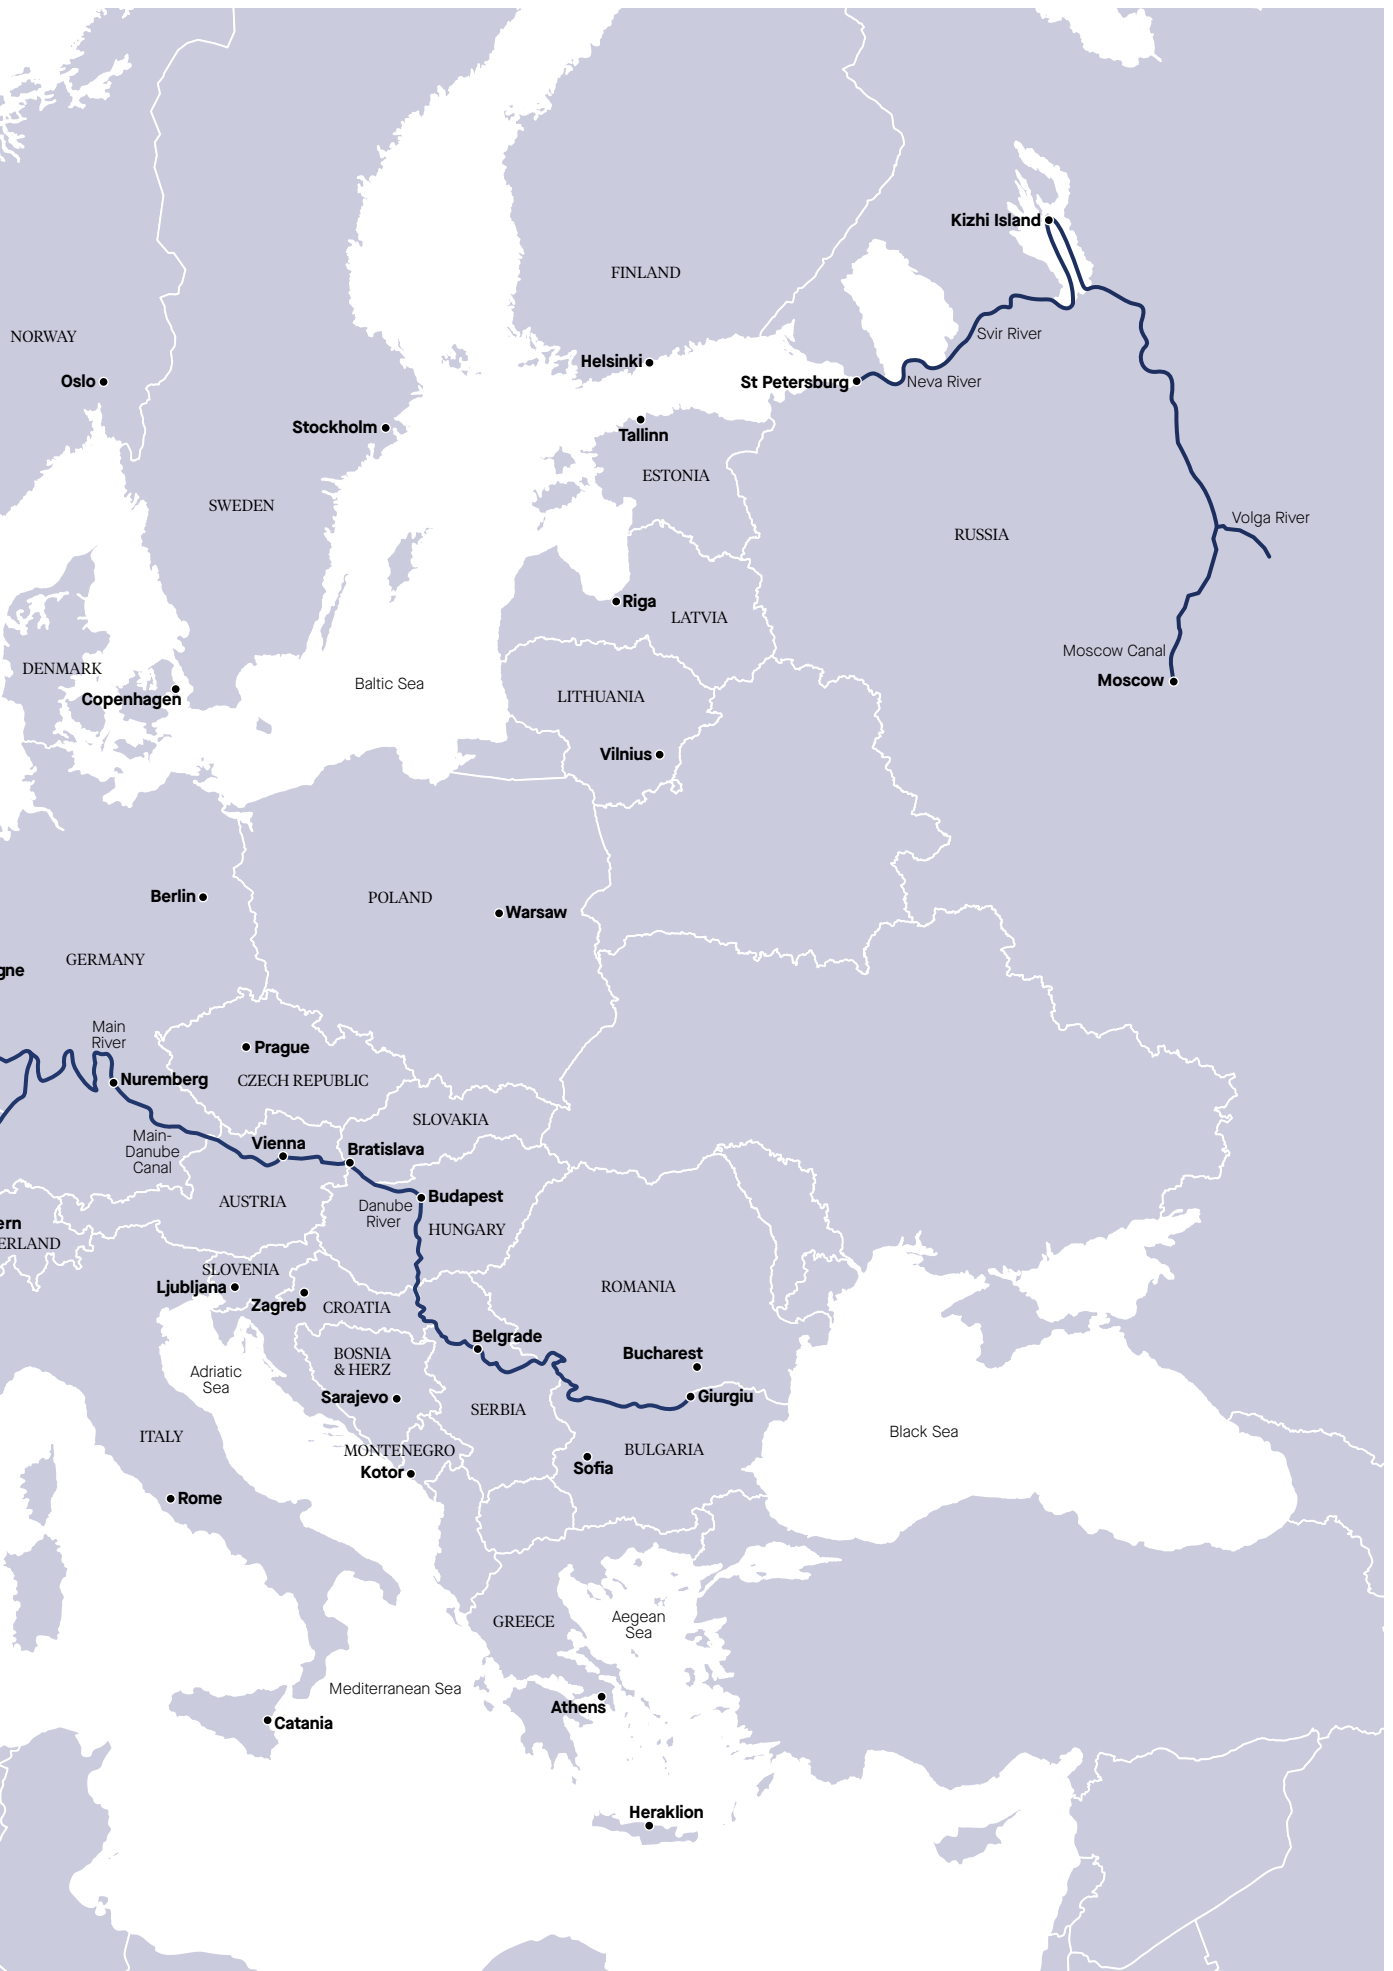 Kizhi Island
FINLAND
Svir River
NORWAY
Helsinki
Oslo
St Petersburg
Neva River
Stockholm
Tallinn
ESTONIA
SWEDEN
Volga River
RUSSIA
Riga
LATVIA
Moscow Canal
DENMARK
Moscow
Baltic Sea
Copenhagen
LITHUANIA
Vilnius
Berlin
POLAND
Warsaw
GERMANY
gne
Main
River
Prague
Nuremberg
CZECH REPUBLIC
SLOVAKIA
Main-
Danube
Canal
Vienna
Bratislava
AUSTRIA
Budapest
Danube
River
ern
HUNGARY
ERLAND
SLOVENIA
Ljubljana
ROMANIA
Zagreb
CROATIA
Belgrade
BOSNIA
& HERZ
Bucharest
Adriatic
Sea
Sarajevo
Giurgiu
SERBIA
Black Sea
ITALY
MONTENEGRO
BULGARIA
Kotor
Sofia
Rome
GREECE
Aegean
Sea
Mediterranean Sea
Athens
Catania
Heraklion